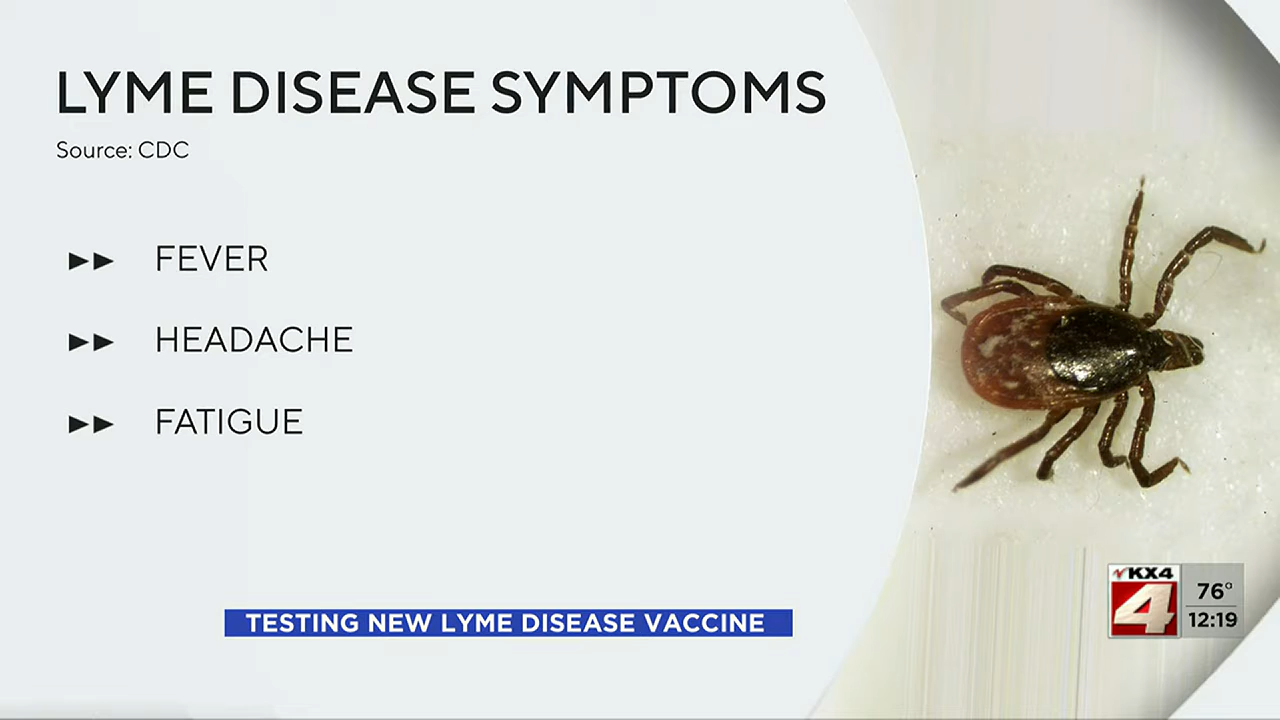 LYME DISEASE SYMPTOMS
Source: CDC
►► FEVER
►► HEADACHE
►► FATIGUE
TESTING NEW LYME DISEASE VACCINE
KX4
4
76°
12:19